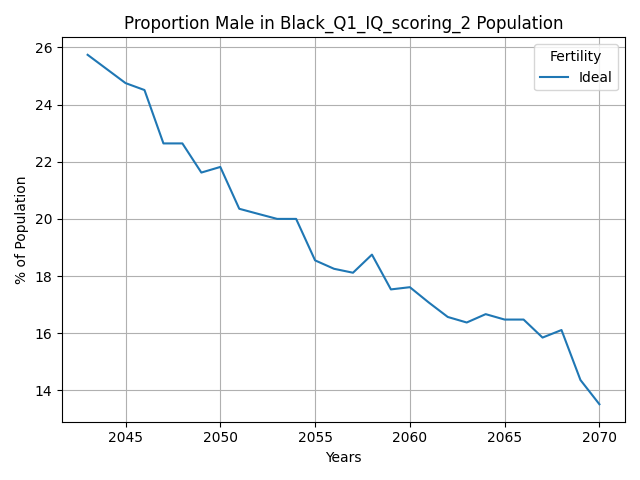 Proportion Male in Black_Q1_IQ_scoring_2 Population
Fertility
Ideal
% of Population
26
24
22
20
18
16
14
2045 2050 2055 2060 2065 2070
Years